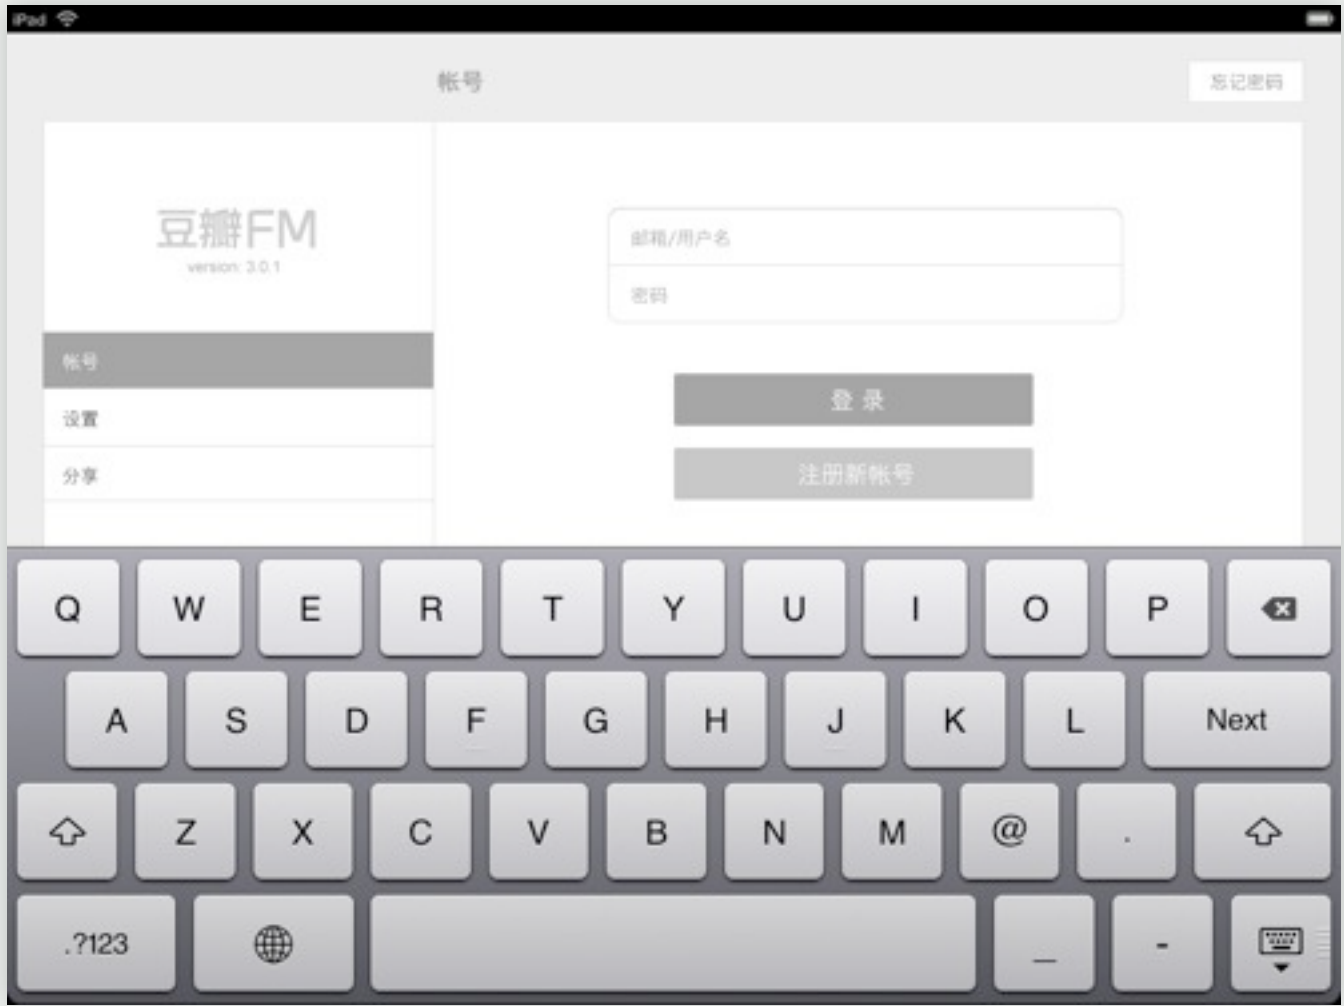 iPad
帐号
忘记密码
豆瓣FM
version: 3.0.1
邮箱/用户名
密码
帐号
登 录
设置
注册新帐号
分享
Q W E R T Y U I O P
A S D F G H J K L Next
Z X C V B N M @ .
.?123 _ -